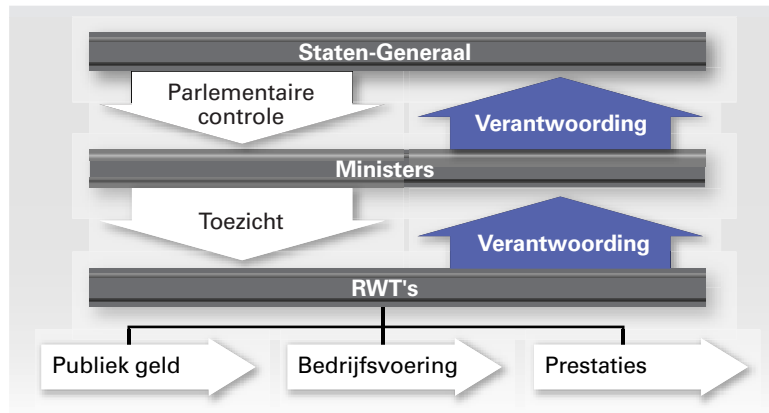 Staten-Generaal
Parlementaire
controle
Verantwoording
Ministers
Toezicht
Verantwoording
RWT's
Publiek geld
Bedrijfsvoering
Prestaties